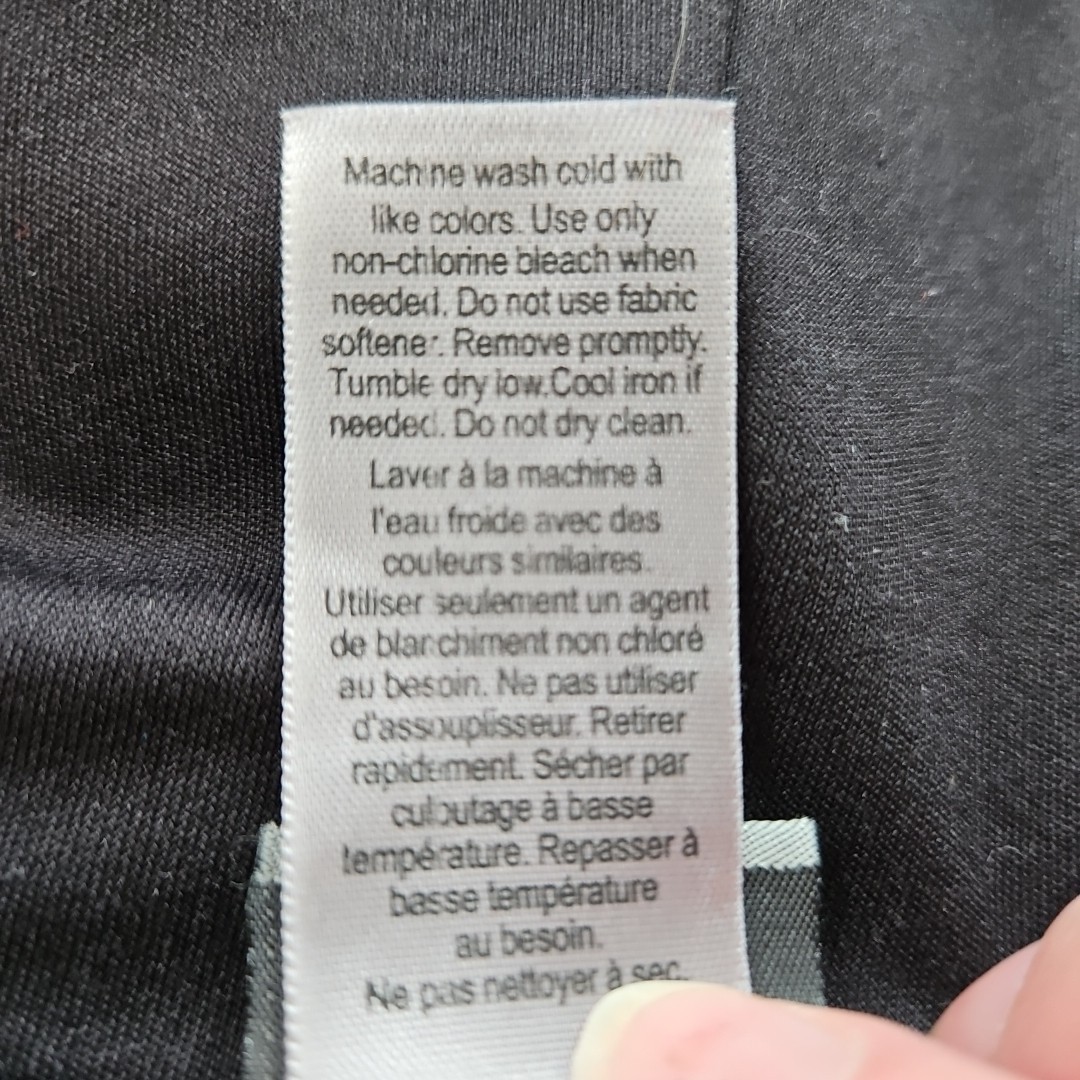 Machine wash cold with
like colors. Use only
non-chlorine bleach when
needed. Do not use fabric
softener. Remove promptly.
Tumble dry low.Cool iron if
needed. Do not dry clean.
Laver à la machine à
l'eau froide avec des
couleurs similaires.
Utiliser seulement un agent
de blanchiment non chloré
au besoin. Ne pas utiliser
d'assouplisseur. Retirer
rapidement. Sécher par
culbutage à basse
température. Repasser à
basse température
au besoin.
Ne pas nettoyer à sec.